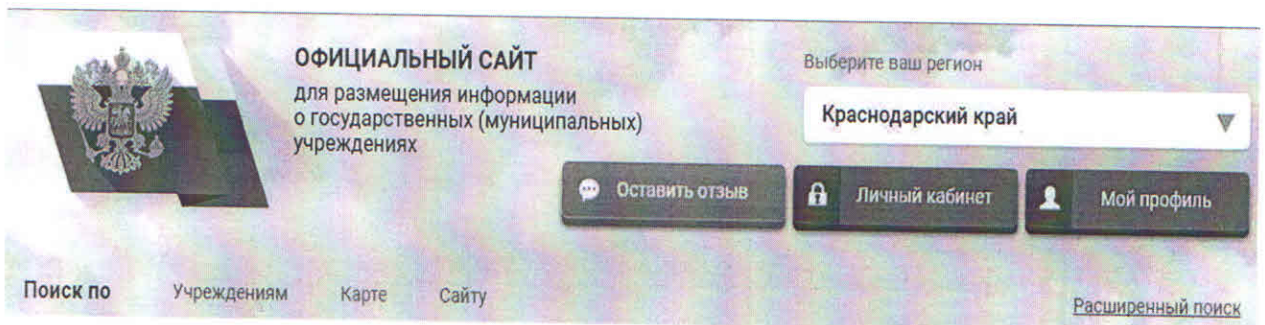 ОФИЦИАЛЬНЫЙ САЙТ
для размещения информации
о государственных (муниципальных)
учреждениях
Выберите ваш регион
Краснодарский край
Оставить отзыв
Личный кабинет
Мой профиль
Поиск по
Учреждениям
Карте
Сайту
Расширенный поиск